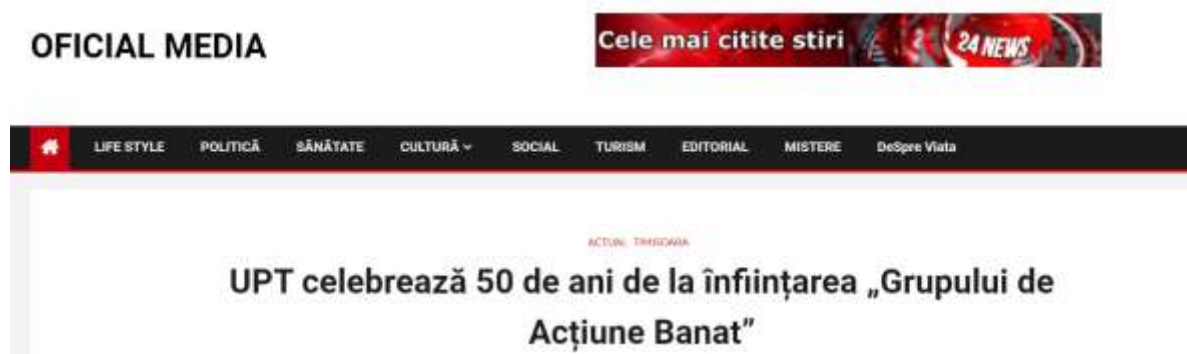 OFICIAL MEDIA
Cele mai citite stiri 24 NEWS
LIFE STYLE POLITICĂ SĂNĂTATE CULTURĂ SOCIAL TURISM EDITORIAL MISTERE DeSpre Viata
ACTUAL TIMISOARA
UPT celebrează 50 de ani de la înființarea „Grupului de
Acțiune Banat”